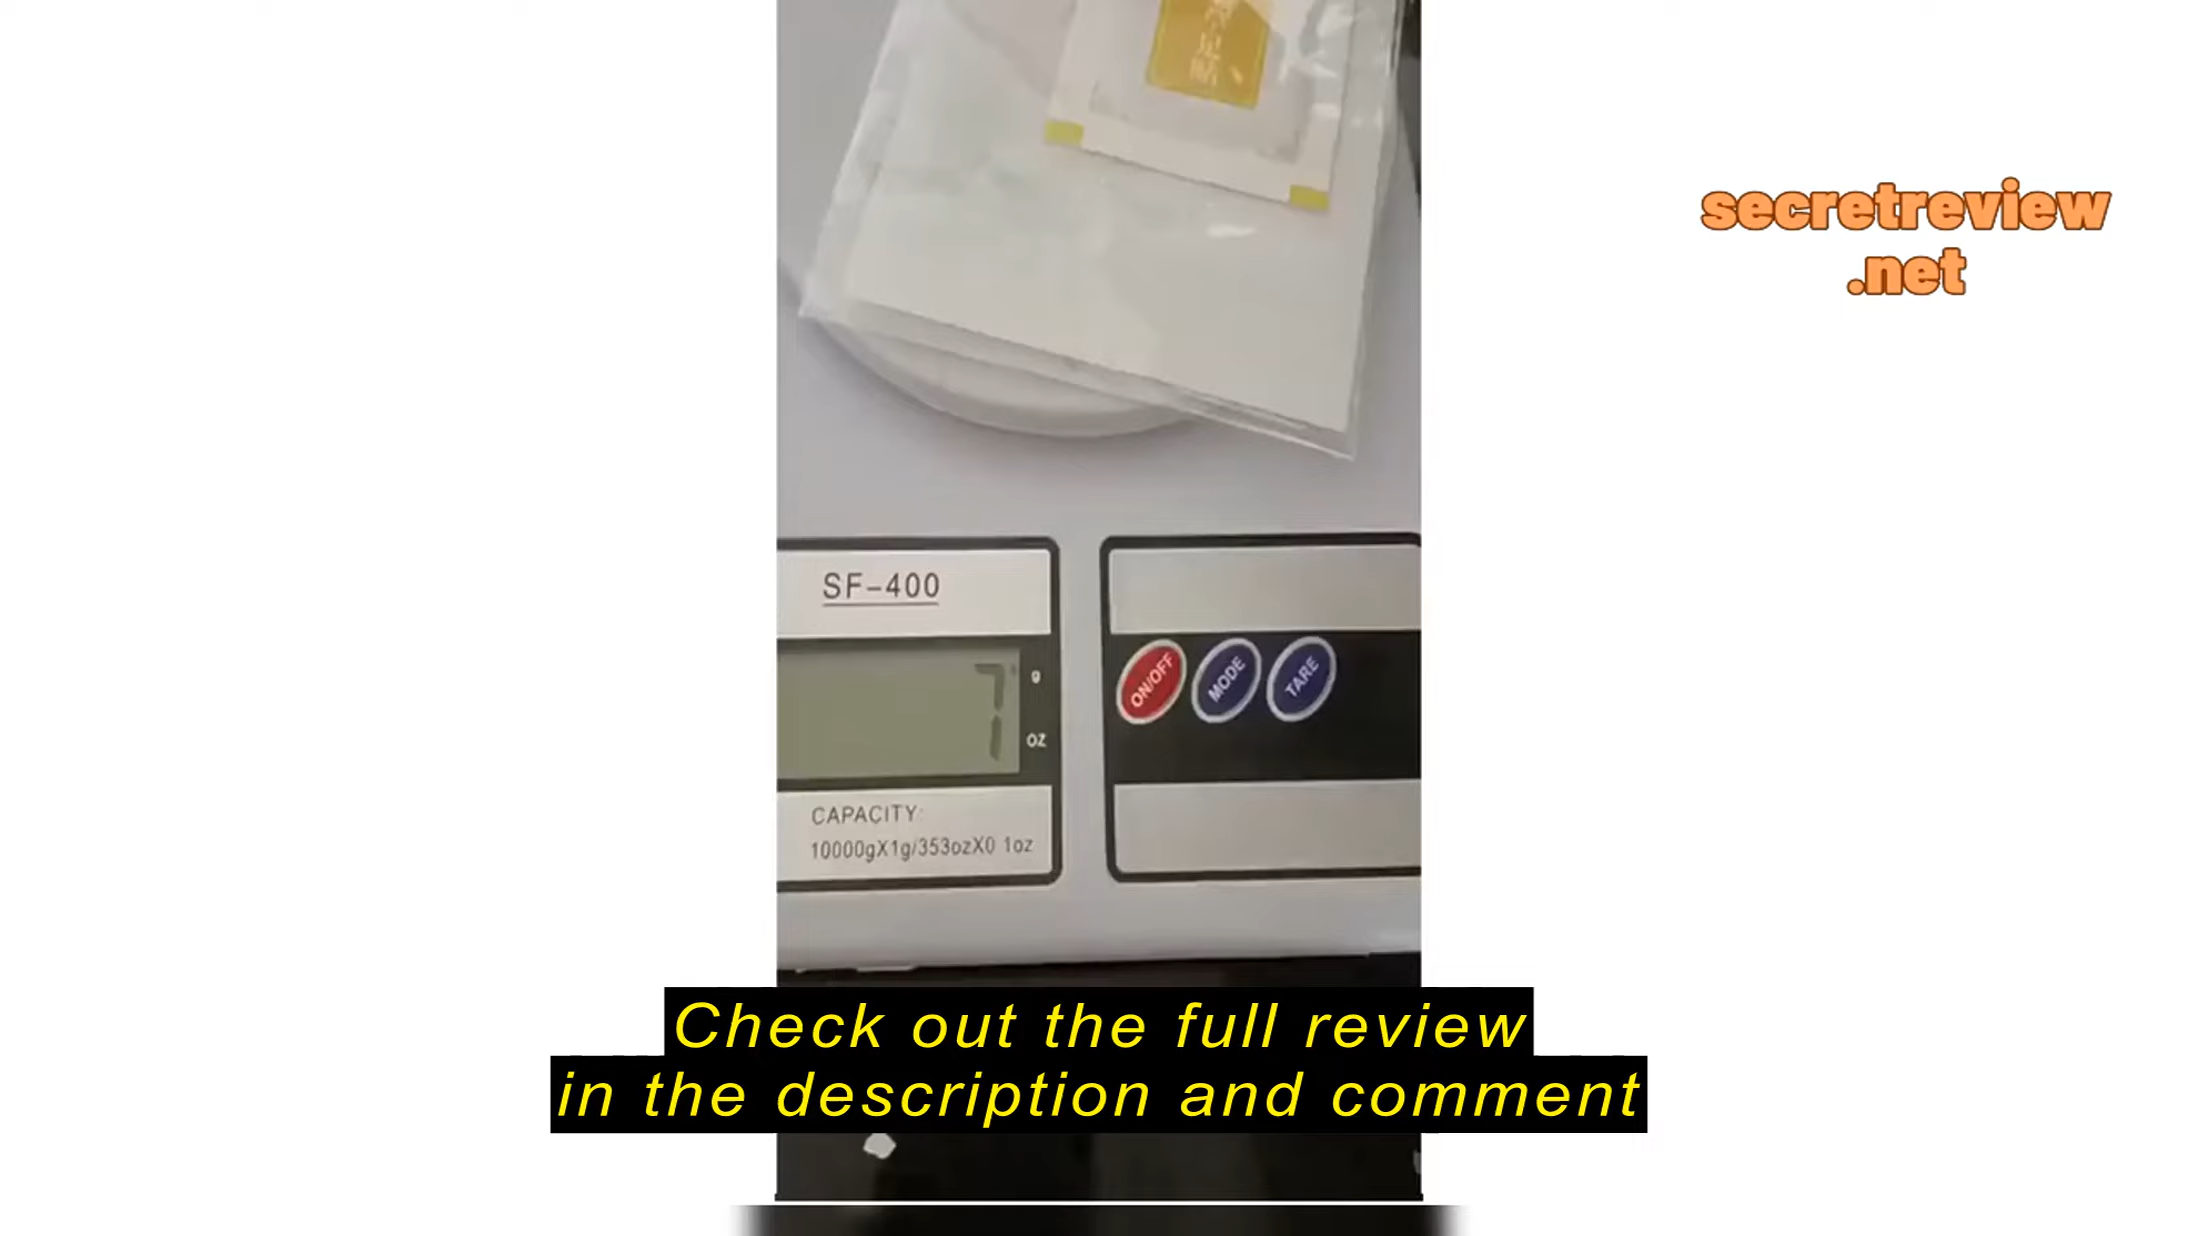 secretreview
.net
SF-400
7
g
oz
ON/OFF
MODE
TARE
CAPACITY:
10000gX1g/353ozX0 1oz
Check out the full review
in the description and comment